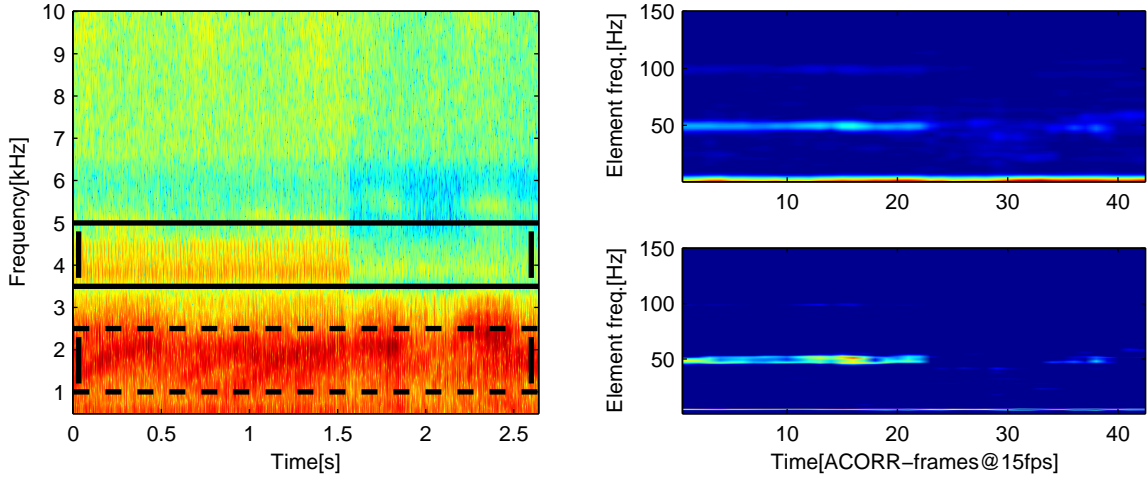 10
9
8
7
6
5
4
3
2
1
Frequency[kHz]
0 0.5 1 1.5 2 2.5
Time[s]
150
100
50
Element freq.[Hz]
10 20 30 40
150
100
50
Element freq.[Hz]
10 20 30 40
Time[ACORR−frames@15fps]